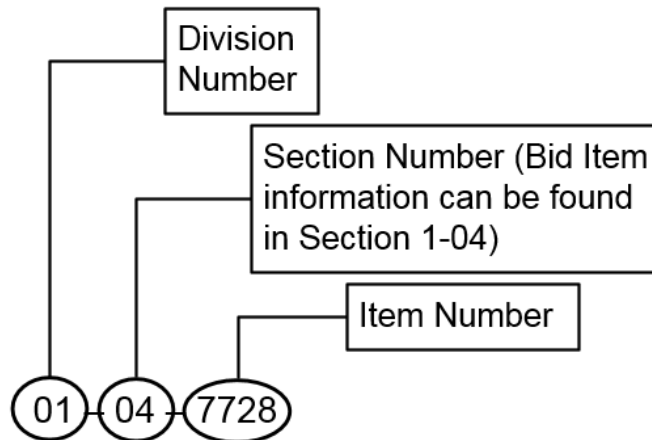 Division
Number
Section Number (Bid Item
information can be found
in Section 1-04)
Item Number
01-04-7728